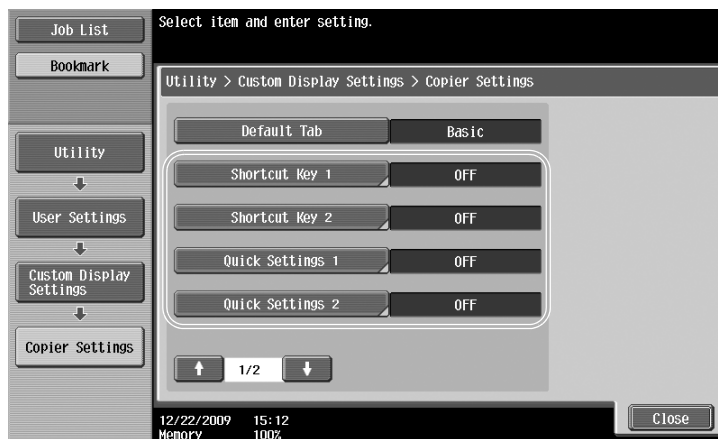 Job List
Bookmark
Select item and enter setting.
Utility > Custom Display Settings > Copier Settings
Utility
User Settings
Custom Display
Settings
Copier Settings
Default Tab Basic
Shortcut Key 1 OFF
Shortcut Key 2 OFF
Quick Settings 1 OFF
Quick Settings 2 OFF
1/2
12/22/2009 15:12
Memory 100%
Close